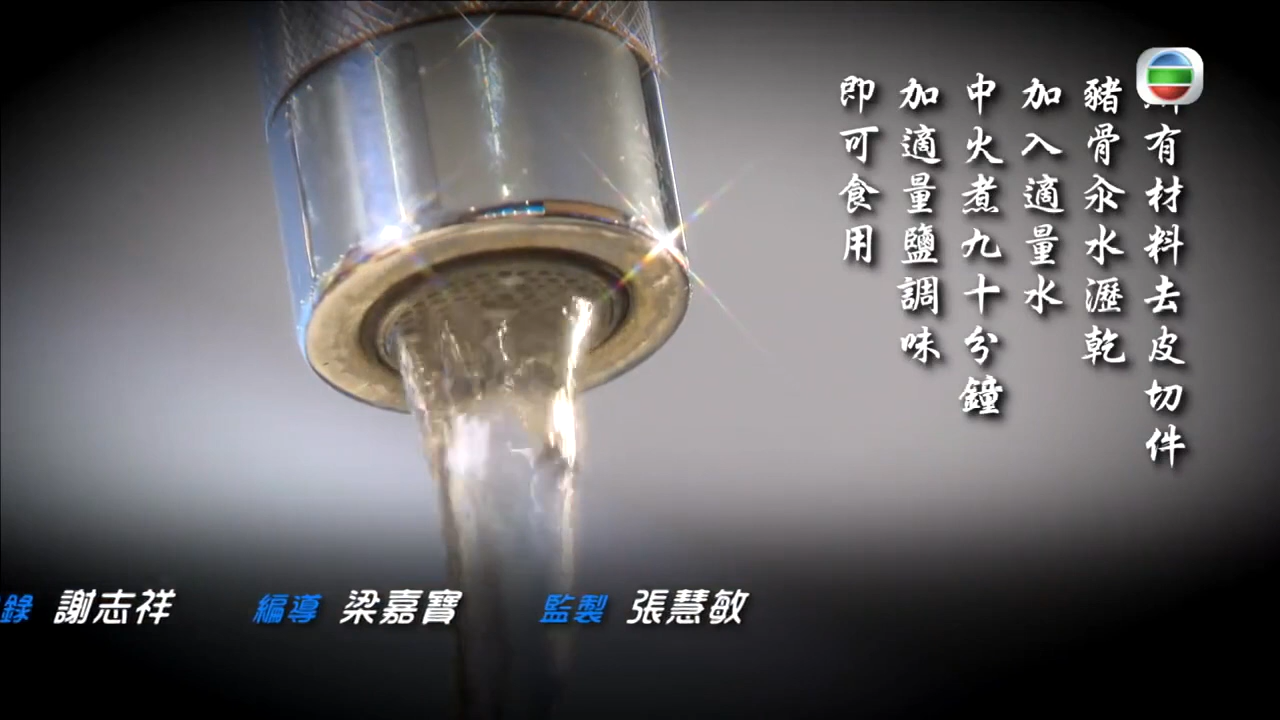 有材料去皮切件
豬骨汆水瀝乾
加入適量水
中火煮九十分鐘
加適量鹽調味
即可食用
錄 謝志祥 編導 梁嘉寶 監製 張慧敏